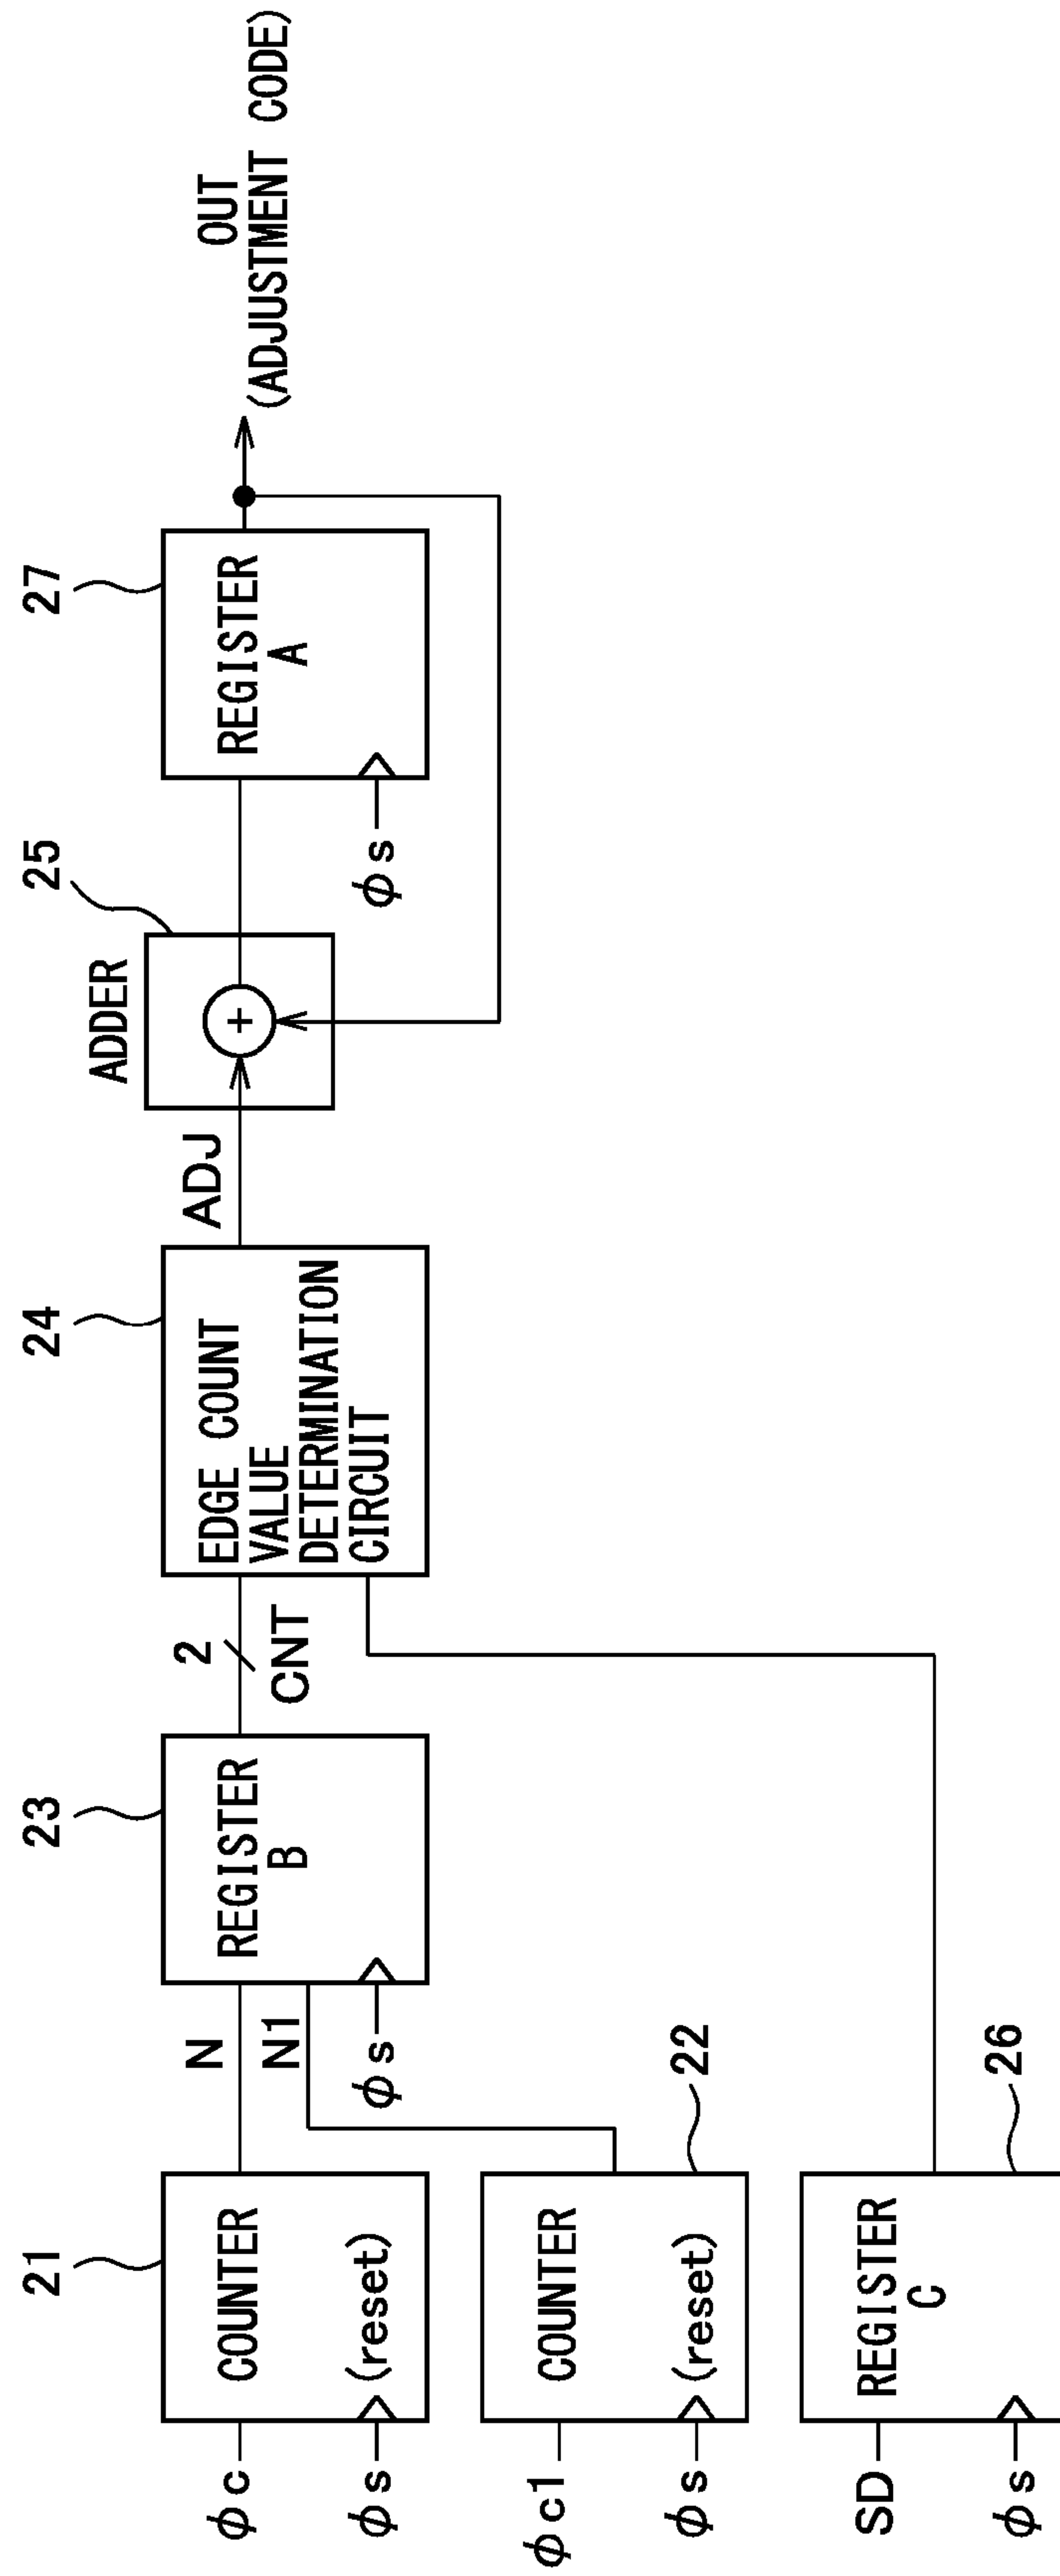 21
COUNTER
(reset)
φc
φs
N
22
COUNTER
(reset)
φc1
φs
N1
26
REGISTER
C
SD
φs
23
REGISTER
B
φs
2
CNT
24
EDGE COUNT
VALUE
DETERMINATION
CIRCUIT
ADJ
ADDER
25
+
27
REGISTER
A
φs
OUT
(ADJUSTMENT CODE)